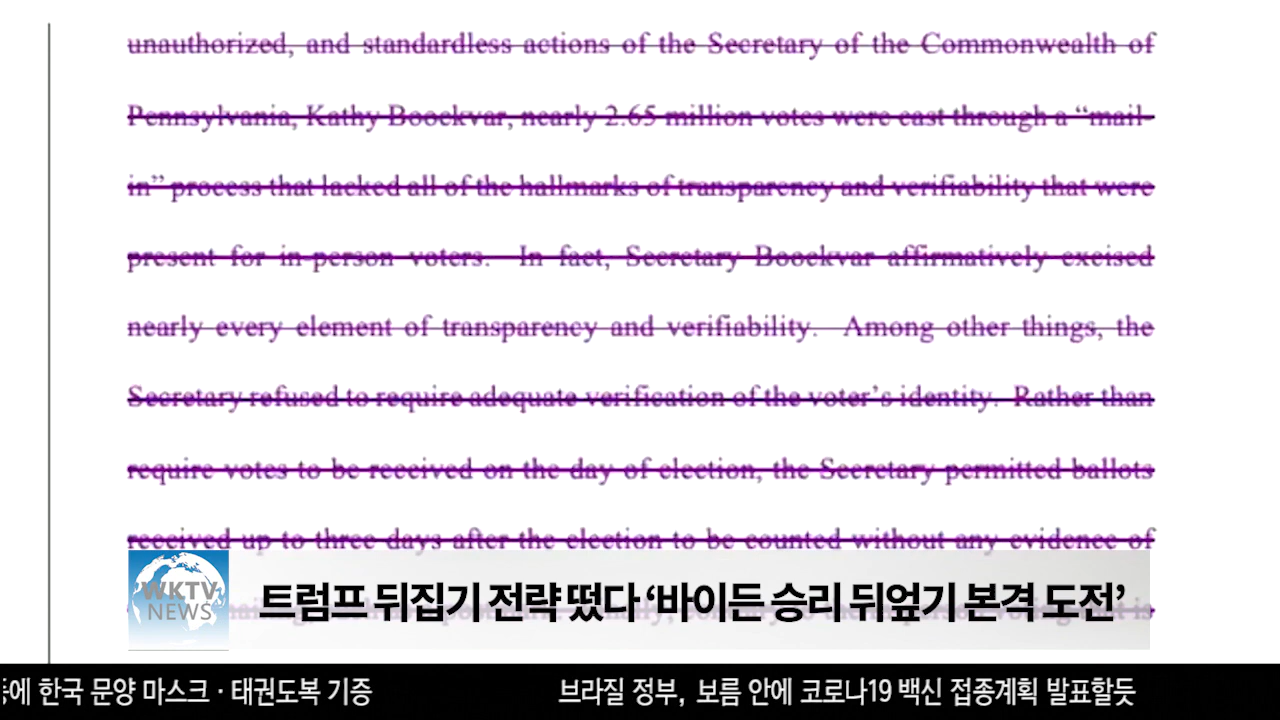 unauthorized, and standardless actions of the Secretary of the Commonwealth of
Pennsylvania, Kathy Boockvar, nearly 2.65 million votes were cast through a “mail-
in” process that lacked all of the hallmarks of transparency and verifiability that were
present for in-person voters. In fact, Secretary Boockvar affirmatively excised
nearly every element of transparency and verifiability. Among other things, the
Secretary refused to require adequate verification of the voter’s identity. Rather than
require votes to be received on the day of election, the Secretary permitted ballots
received up to three days after the election to be counted without any evidence of
WKTV
NEWS
트럼프 뒤집기 전략 떴다 ‘바이든 승리 뒤엎기 본격 도전’
에 한국 문양 마스크·태권도복 기증 브라질 정부, 보름 안에 코로나19 백신 접종계획 발표할듯